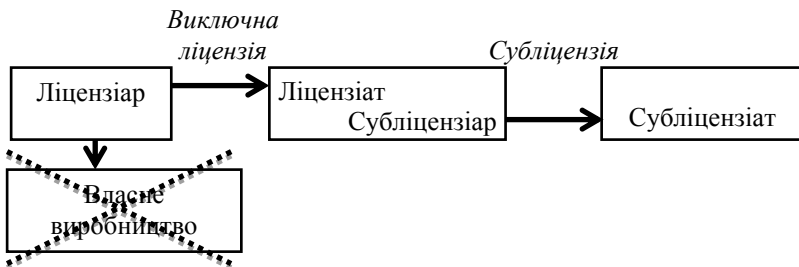 Виключна
ліцензія
Субліцензія
Ліцензіар
Ліцензіат
Субліцензіар
Субліцензіат
Власне
виробництво